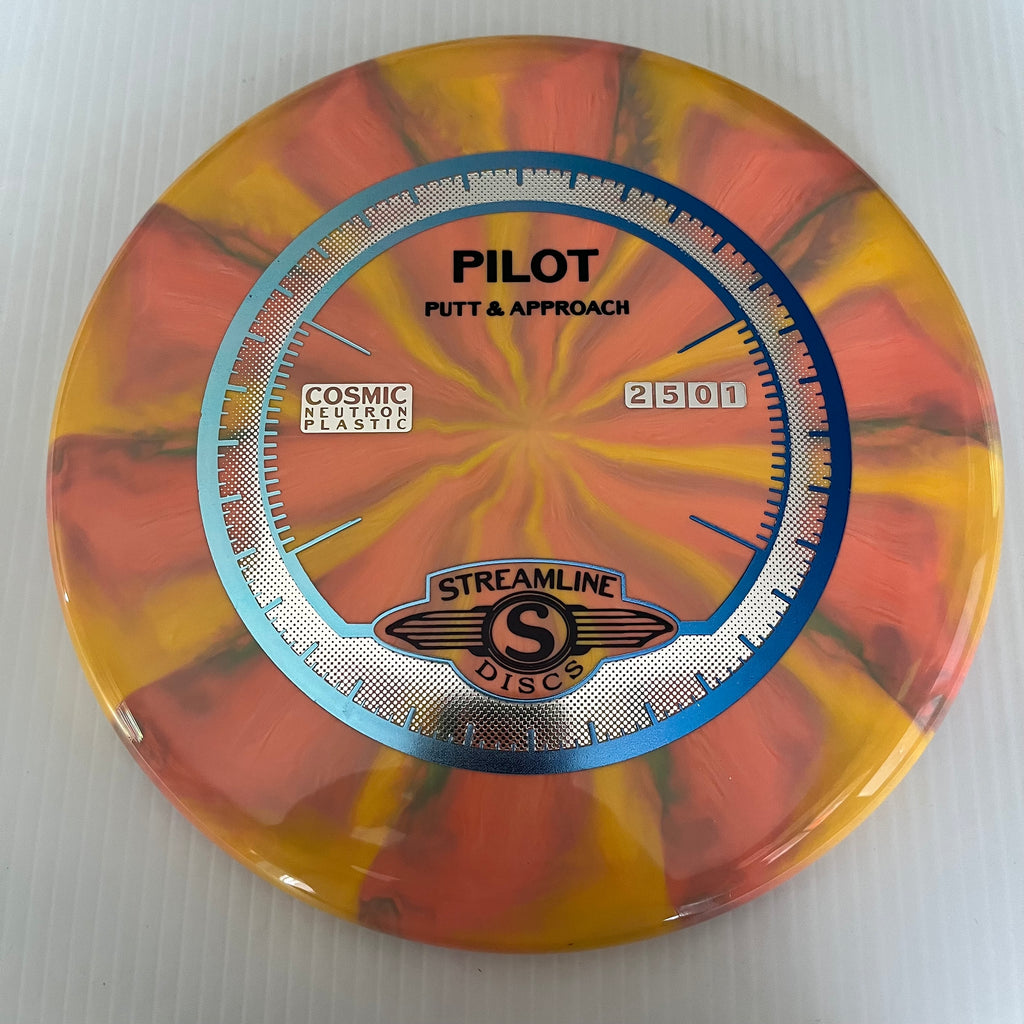 PILOT
PUTT & APPROACH
COSMIC
NEUTRON
PLASTIC
2501
STREAMLINE
S
DISCS